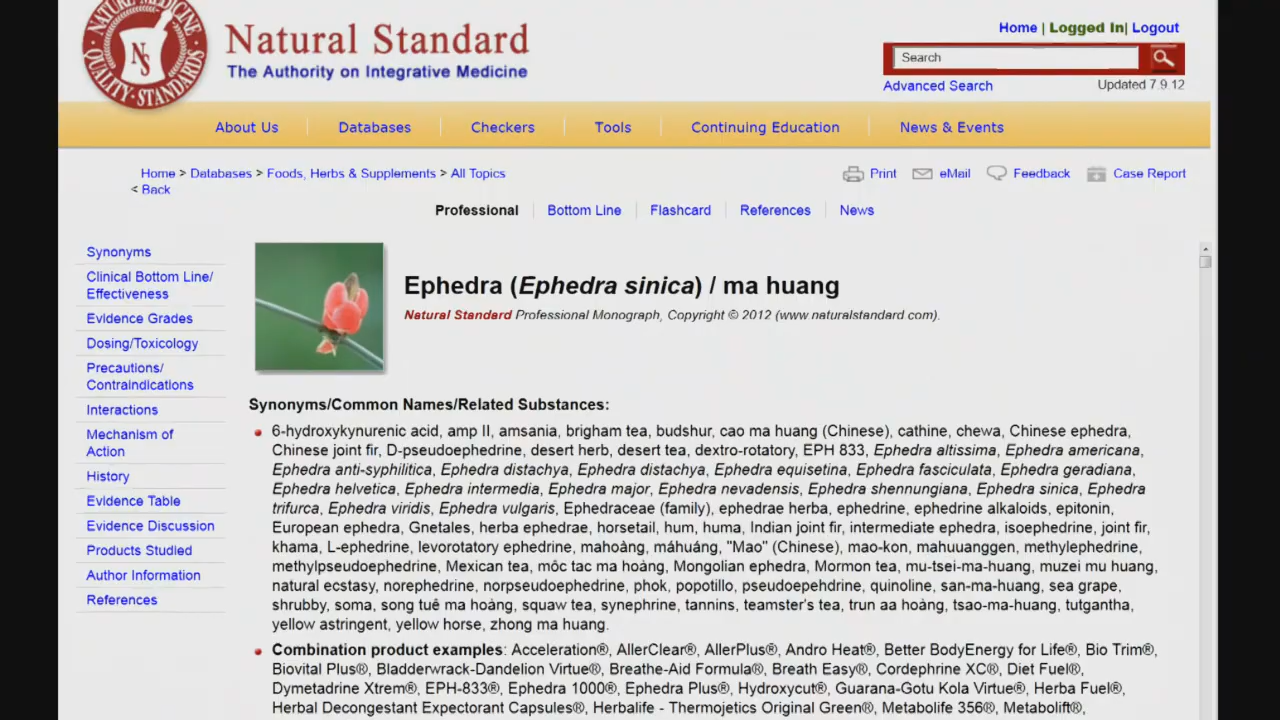 NATURE MEDICINE
NS
QUALITY-STANDARDS
Natural Standard
The Authority on Integrative Medicine
Home | Logged In| Logout
Search
Advanced Search
Updated 7.9.12
About Us
Databases
Checkers
Tools
Continuing Education
News & Events
Home > Databases > Foods, Herbs & Supplements > All Topics
< Back
Print
eMail
Feedback
Case Report
Professional
Bottom Line
Flashcard
References
News
Synonyms
Clinical Bottom Line/
Effectiveness
Evidence Grades
Dosing/Toxicology
Precautions/
Contraindications
Interactions
Mechanism of
Action
History
Evidence Table
Evidence Discussion
Products Studied
Author Information
References
Ephedra (Ephedra sinica) / ma huang
Natural Standard Professional Monograph, Copyright © 2012 (www.naturalstandard.com).
Synonyms/Common Names/Related Substances:
6-hydroxykynurenic acid, amp II, amsania, brigham tea, budshur, cao ma huang (Chinese), cathine, chewa, Chinese ephedra,
Chinese joint fir, D-pseudoephedrine, desert herb, desert tea, dextro-rotatory, EPH 833, Ephedra altissima, Ephedra americana,
Ephedra anti-syphilitica, Ephedra distachya, Ephedra distachya, Ephedra equisetina, Ephedra fasciculata, Ephedra geradiana,
Ephedra helvetica, Ephedra intermedia, Ephedra major, Ephedra nevadensis, Ephedra shennungiana, Ephedra sinica, Ephedra
trifurca, Ephedra viridis, Ephedra vulgaris, Ephedraceae (family), ephedrae herba, ephedrine, ephedrine alkaloids, epitonin,
European ephedra, Gnetales, herba ephedrae, horsetail, hum, huma, Indian joint fir, intermediate ephedra, isoephedrine, joint fir,
khama, L-ephedrine, levorotatory ephedrine, mahoàng, máhuáng, "Mao" (Chinese), mao-kon, mahuuanggen, methylephedrine,
methylpseudoephedrine, Mexican tea, môc tac ma hoàng, Mongolian ephedra, Mormon tea, mu-tsei-ma-huang, muzei mu huang,
natural ecstasy, norephedrine, norpseudoephedrine, phok, popotillo, pseudopehdrine, quinoline, san-ma-huang, sea grape,
shrubby, soma, song tuê ma hoàng, squaw tea, synephrine, tannins, teamster's tea, trun aa hoàng, tsao-ma-huang, tutgantha,
yellow astringent, yellow horse, zhong ma huang.
Combination product examples: Acceleration®, AllerClear®, AllerPlus®, Andro Heat®, Better BodyEnergy for Life®, Bio Trim®,
Biovital Plus®, Bladderwrack-Dandelion Virtue®, Breathe-Aid Formula®, Breath Easy®, Cordephrine XC®, Diet Fuel®,
Dymetadrine Xtrem®, EPH-833®, Ephedra 1000®, Ephedra Plus®, Hydroxycut®, Guarana-Gotu Kola Virtue®, Herba Fuel®,
Herbal Decongestant Expectorant Capsules®, Herbalife - Thermojetics Original Green®, Metabolife 356®, Metabolift®,